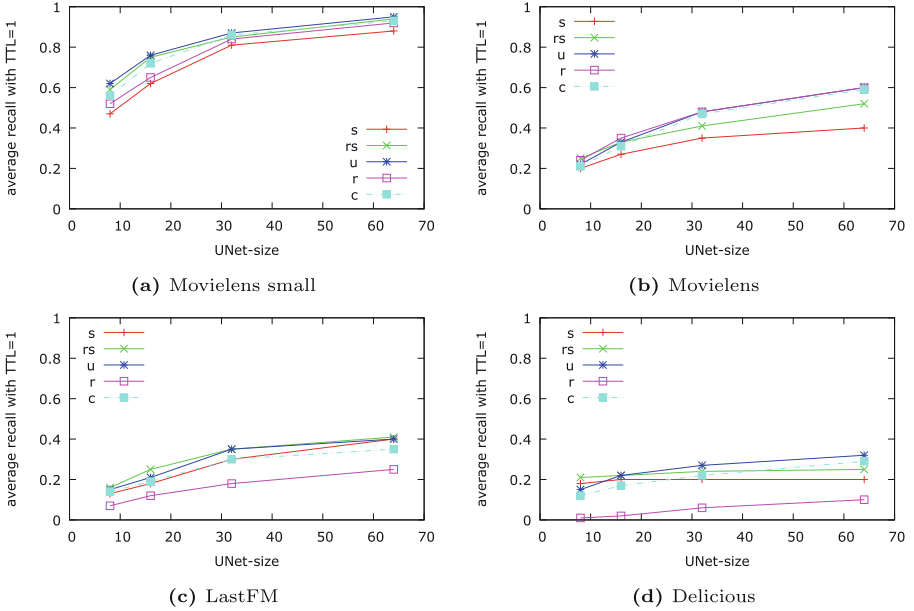 average recall with TTL=1
1
0.8
0.6
0.4
0.2
0
s
rs
u
r
c
0 10 20 30 40 50 60 70
UNet-size
(a) Movielens small
average recall with TTL=1
1
0.8
0.6
0.4
0.2
0
s
rs
u
r
c
0 10 20 30 40 50 60 70
UNet-size
(b) Movielens
average recall with TTL=1
1
0.8
0.6
0.4
0.2
0
s
rs
u
r
c
0 10 20 30 40 50 60 70
UNet-size
(c) LastFM
average recall with TTL=1
1
0.8
0.6
0.4
0.2
0
s
rs
u
r
c
0 10 20 30 40 50 60 70
UNet-size
(d) Delicious